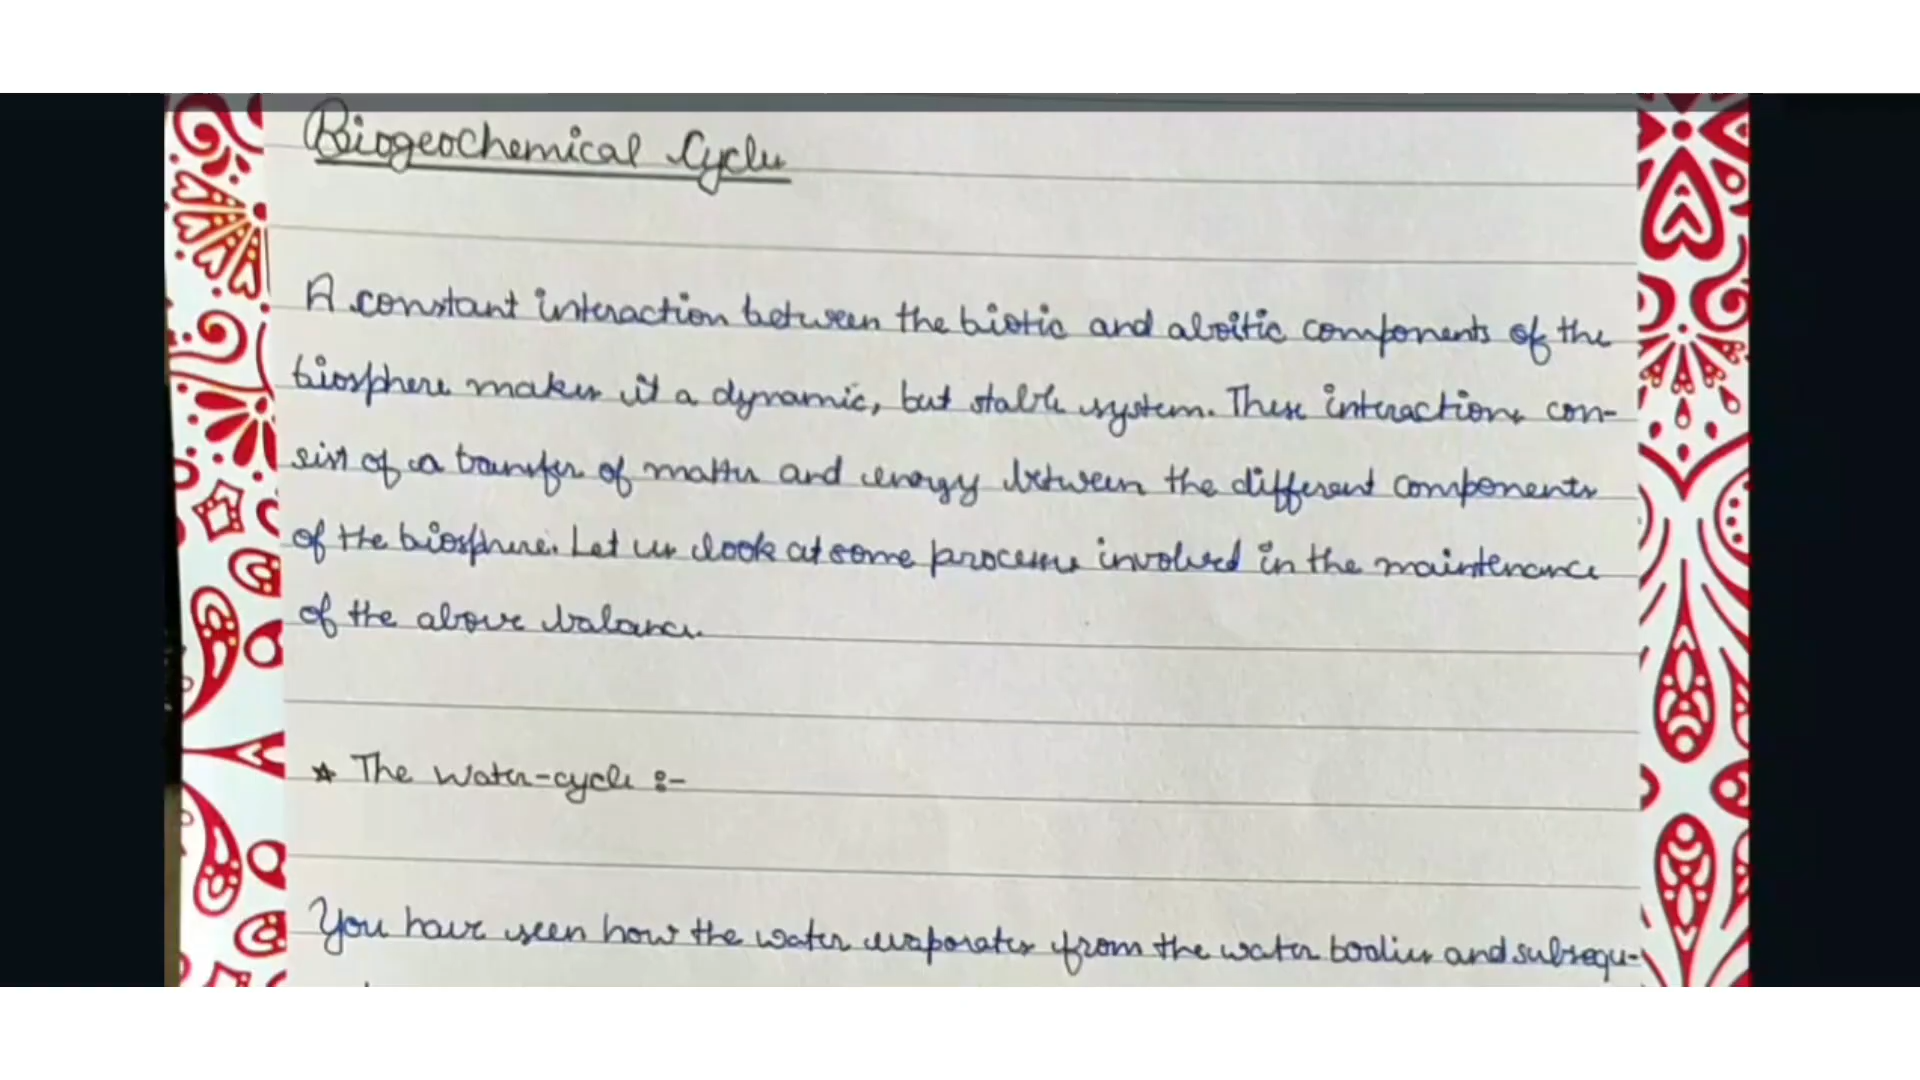 Biogeochemical Cycle
A constant interaction between the biotic and aboitic components of the
biosphere makes it a dynamic, but stable system. These interactions con-
sist of a transfer of matter and energy between the different components
of the biosphere. Let us look at some processes involved in the maintenance
of the above balance.
* The water-cycle :-
You have seen how the water evaporates from the water bodies and subsequ-